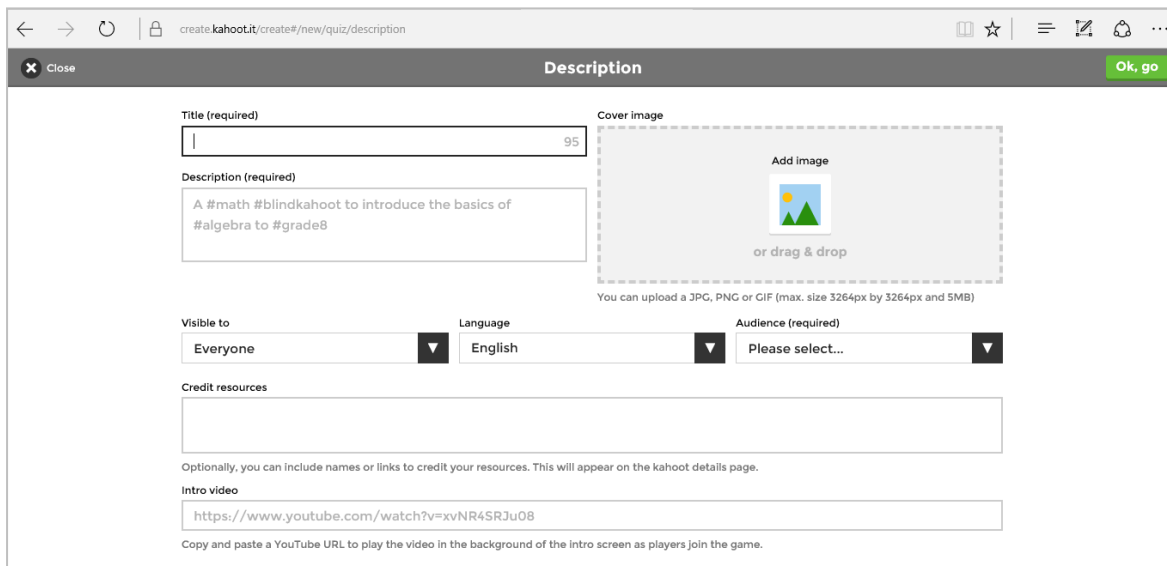 create.kahoot.it/create#/new/quiz/description
Close
Description
Ok, go
Title (required)
95
Description (required)
A #math #blindkahoot to introduce the basics of
#algebra to #grade8
Cover image
Add image
or drag & drop
You can upload a JPG, PNG or GIF (max. size 3264px by 3264px and 5MB)
Visible to
Everyone
Language
English
Audience (required)
Please select...
Credit resources
Optionally, you can include names or links to credit your resources. This will appear on the kahoot details page.
Intro video
https://www.youtube.com/watch?v=xvNR4SRJu08
Copy and paste a YouTube URL to play the video in the background of the intro screen as players join the game.